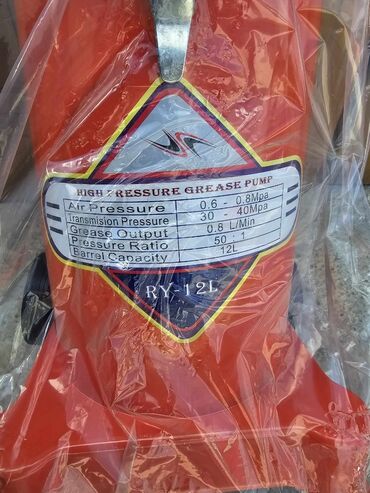 HIGH PRESSURE GREASE PUMP
Air Pressure 0.6 - 0.8Mpa
Transmision Pressure 30 - 40Mpa
Grease Output 0.8 L/Min
Pressure Ratio 50 : 1
Barrel Capacity 12L
RY-12L